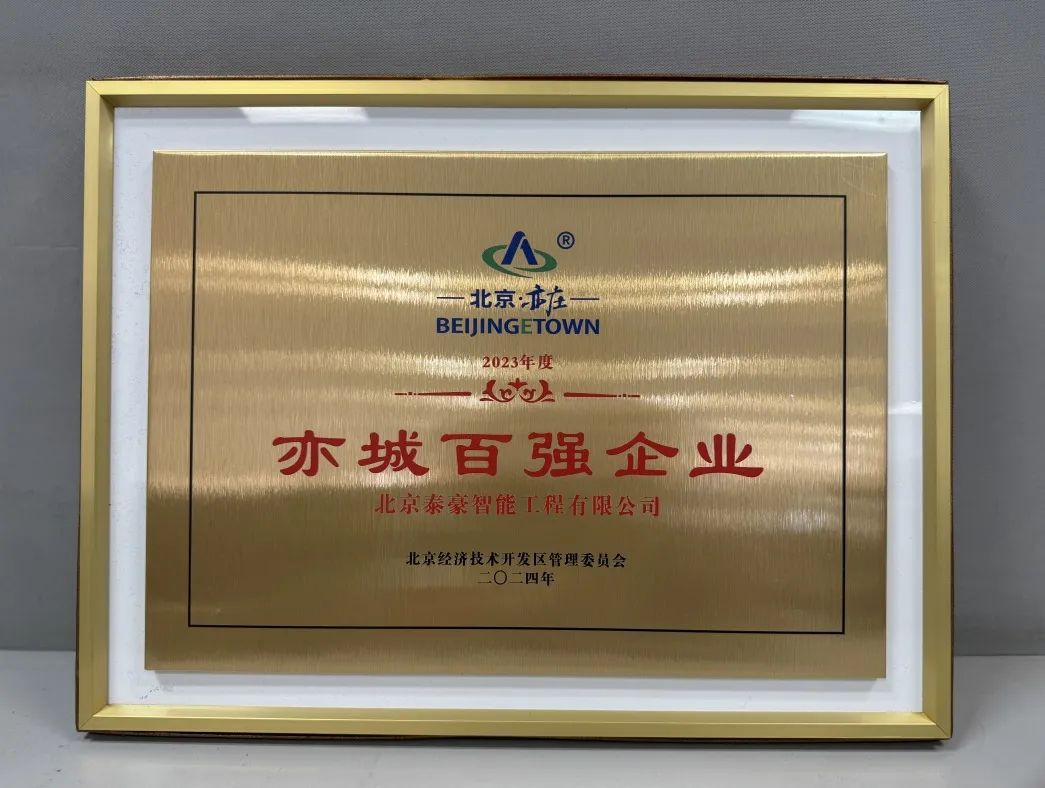 ®
北京·亦庄
BEIJINGETOWN
2023年度
亦城百强企业
北京泰豪智能工程有限公司
北京经济技术开发区管理委员会
二〇二四年